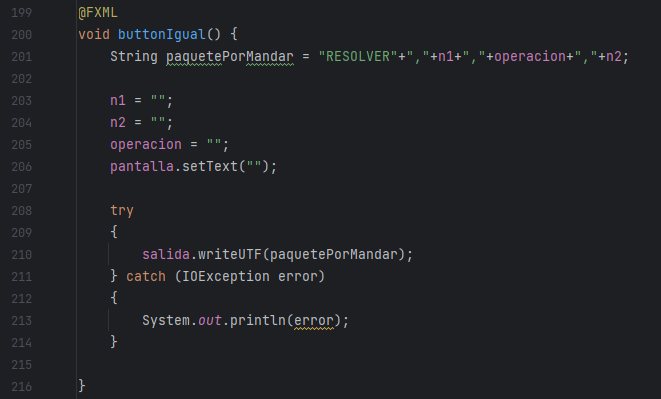 199 @FXML
200 void buttonIgual() {
201 String paquetePorMandar = "RESOLVER"+","+n1+","+operacion+","+n2;
202
203 n1 = "";
204 n2 = "";
205 operacion = "";
206 pantalla.setText("");
207
208 try
209 {
210 salida.writeUTF(paquetePorMandar);
211 } catch (IOException error)
212 {
213 System.out.println(error);
214 }
215
216 }